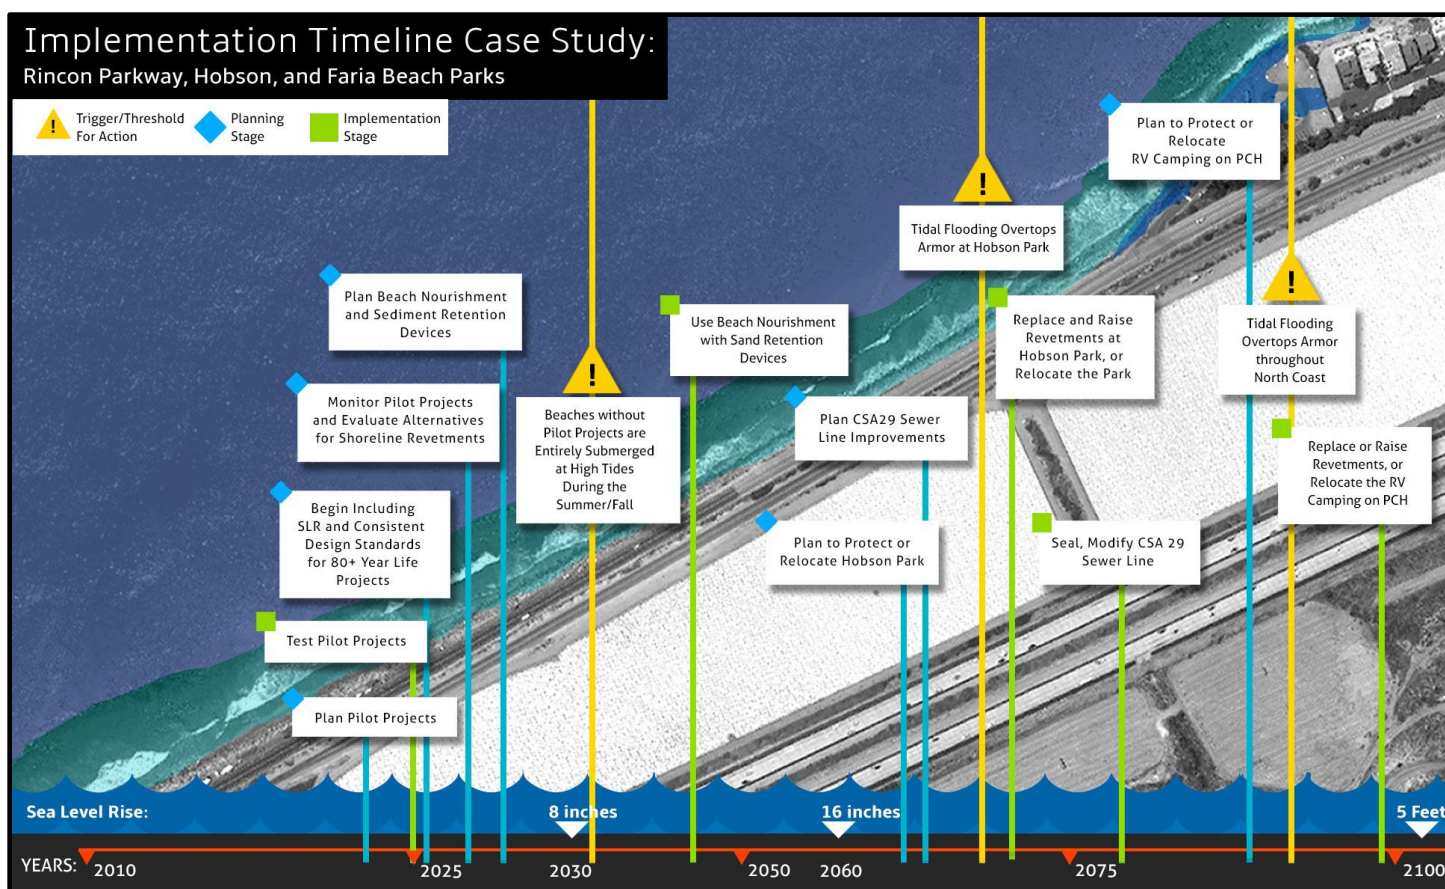 Implementation Timeline Case Study:
Rincon Parkway, Hobson, and Faria Beach Parks
! Trigger/Threshold
For Action
Planning
Stage
Implementation
Stage
Plan to Protect or
Relocate
RV Camping on PCH
!
Tidal Flooding Overtops
Armor at Hobson Park
!
Tidal Flooding
Overtops Armor
throughout
North Coast
Plan Beach Nourishment
and Sediment Retention
Devices
Use Beach Nourishment
with Sand Retention
Devices
Replace and Raise
Revetments at
Hobson Park, or
Relocate the Park
!
Beaches without
Pilot Projects are
Entirely Submerged
at High Tides
During the
Summer/Fall
Monitor Pilot Projects
and Evaluate Alternatives
for Shoreline Revetments
Plan CSA29 Sewer
Line Improvements
Replace or Raise
Revetments, or
Relocate the RV
Camping on PCH
Begin Including
SLR and Consistent
Design Standards
for 80+ Year Life
Projects
Plan to Protect or
Relocate Hobson Park
Seal, Modify CSA 29
Sewer Line
Test Pilot Projects
Plan Pilot Projects
Sea Level Rise: 8 inches 16 inches 5 Feet
YEARS: 2010 2025 2030 2050 2060 2075 2100